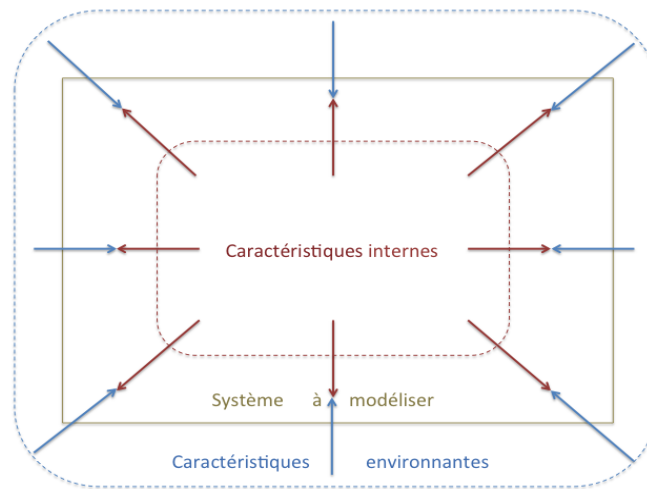 Caractéristiques internes
Système à modéliser
Caractéristiques environnantes